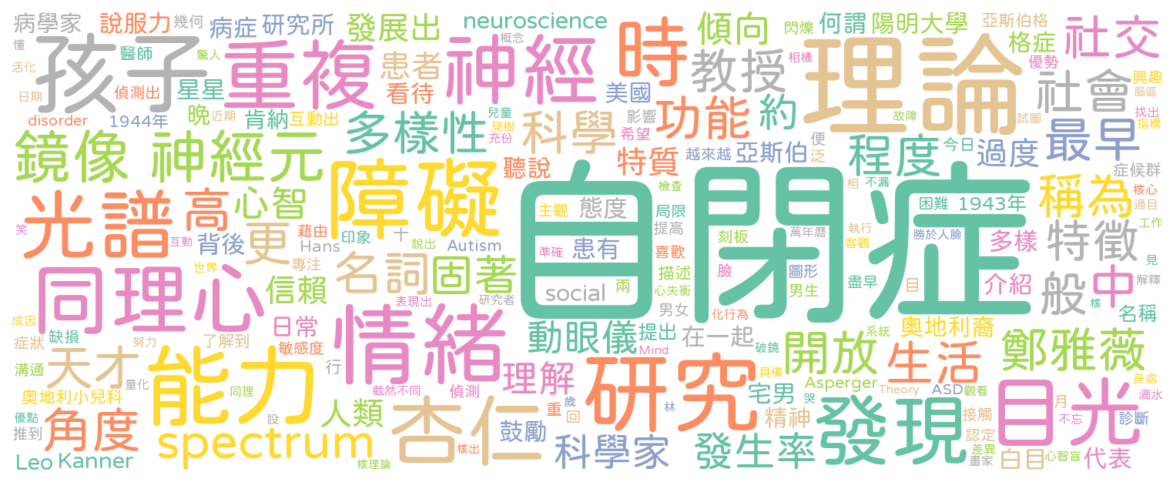 病學家 說服力 幾何 病症 研究所 發展出 neuroscience 傾向 閃爍 何謂 陽明大學 亞斯伯格
懂 孩子 醫師 驚人 重複 患者 概念 神經 時 教授 相機 理論 格症 優勢 社交
活化 偵測出 星星 看待 美國 社會 興趣 腦區
日期 晚 近期 肯納 互動出 兒童 影響 功能 約 故障 試圖 找出 指標
disorder 1944年 多樣性 見樹 充份 科學 希望 便 今日 過度 最早
鏡像 神經元 聽說 特質 越來越 亞斯伯 泛 程度 症候群
障礙 自閉症 檢查 相 不漏 稱為 核心 過目
光譜 高 心智 主觀 態度 局限 提高 困難 1943年
笑 互動 背後 藉由 Hans 印象 十 說出 Autism 準確 患有 喜歡 刻板 萬年曆 執行 客觀 勝於人臉 多樣 特徵 工作
更 專注 名詞 固著 描述 臉 圖形 盡早 見
同理心 世界 信賴 表現出 研究者 social 兩 心失衡 男生 目 般 中 介紹 解釋
成因 缺損 日常 情緒 男女 化行為 核 名稱
症狀 了解到 努力 敏感度 動眼儀 提出 在一起 系統 奧地利裔
溝通 天才 量化 能力 行 截然不同 偵測 理解 Mind 破鏡 開放 生活 鄭雅薇
奧地利小兒科 同理 研究 具備 宅男 Asperger Theory ASD 觀看 目光 身處 滴水
優點 角度 設 人類 杏仁 重 歲 回 林 哭 精神 發現 接觸 月 不忘 診斷
推到 spectrum 鼓勵 認定 差異
Leo Kanner 核理論 核出 科學家 發生率 畫家 白目 心智盲 代表